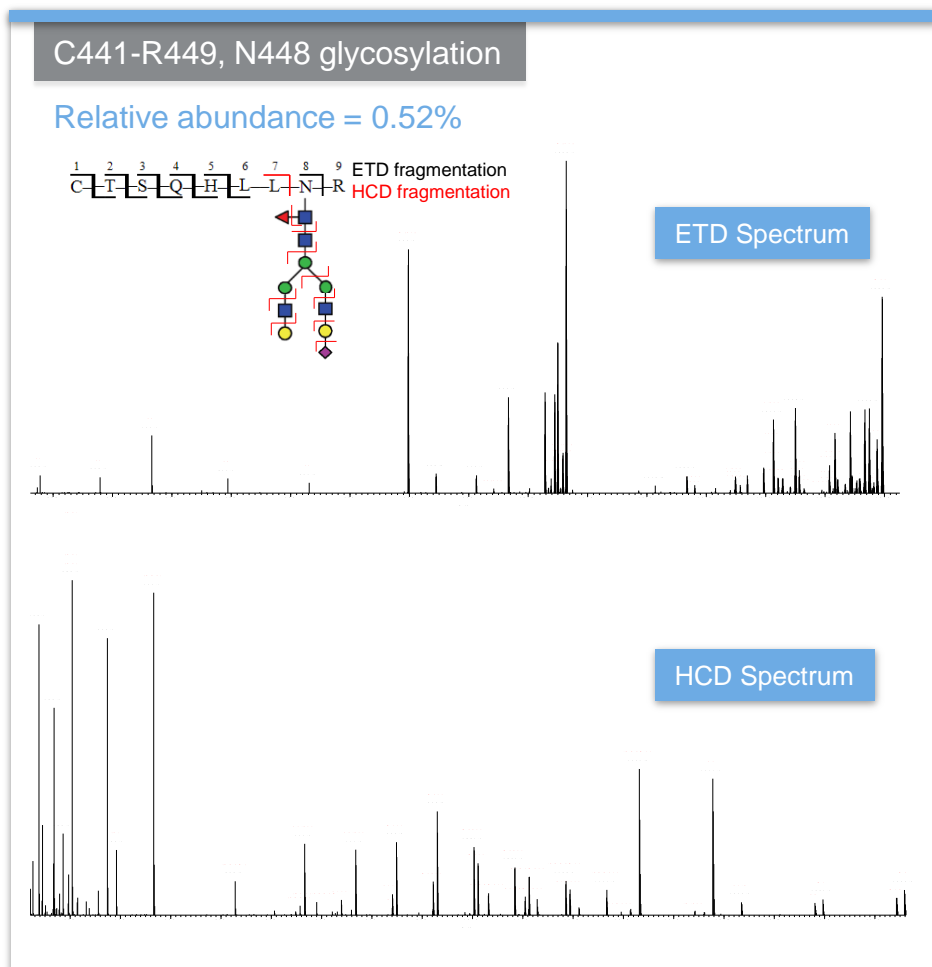 C441-R449, N448 glycosylation
Relative abundance = 0.52%
1 2 3 4 5 6 7 8 9
C T S Q H L L N R
ETD fragmentation
HCD fragmentation
ETD Spectrum
HCD Spectrum